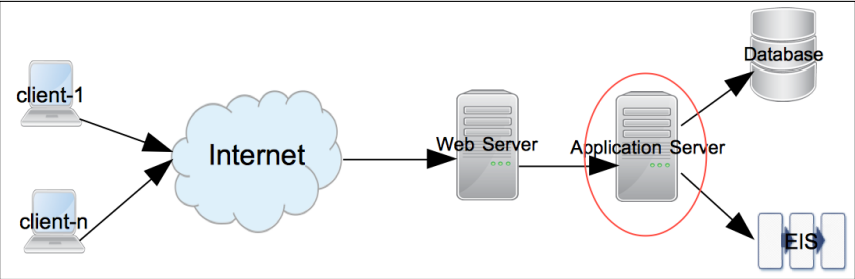 client-1
client-n
Internet
Web Server
Application Server
Database
EIS